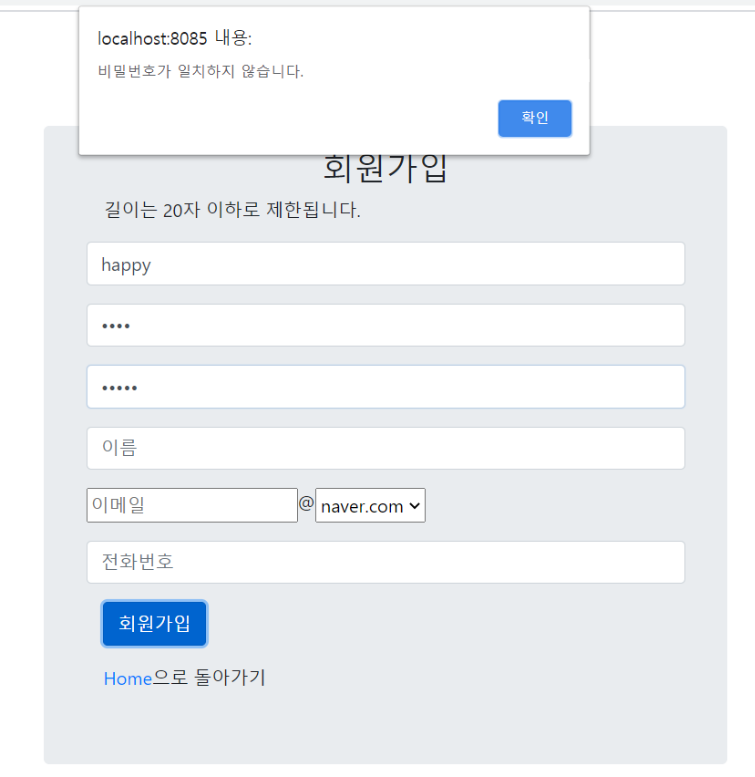 localhost:8085 내용:
비밀번호가 일치하지 않습니다.
확인
회원가입
길이는 20자 이하로 제한됩니다.
happy
••••
•••••
이름
이메일@naver.com
전화번호
회원가입
Home으로 돌아가기